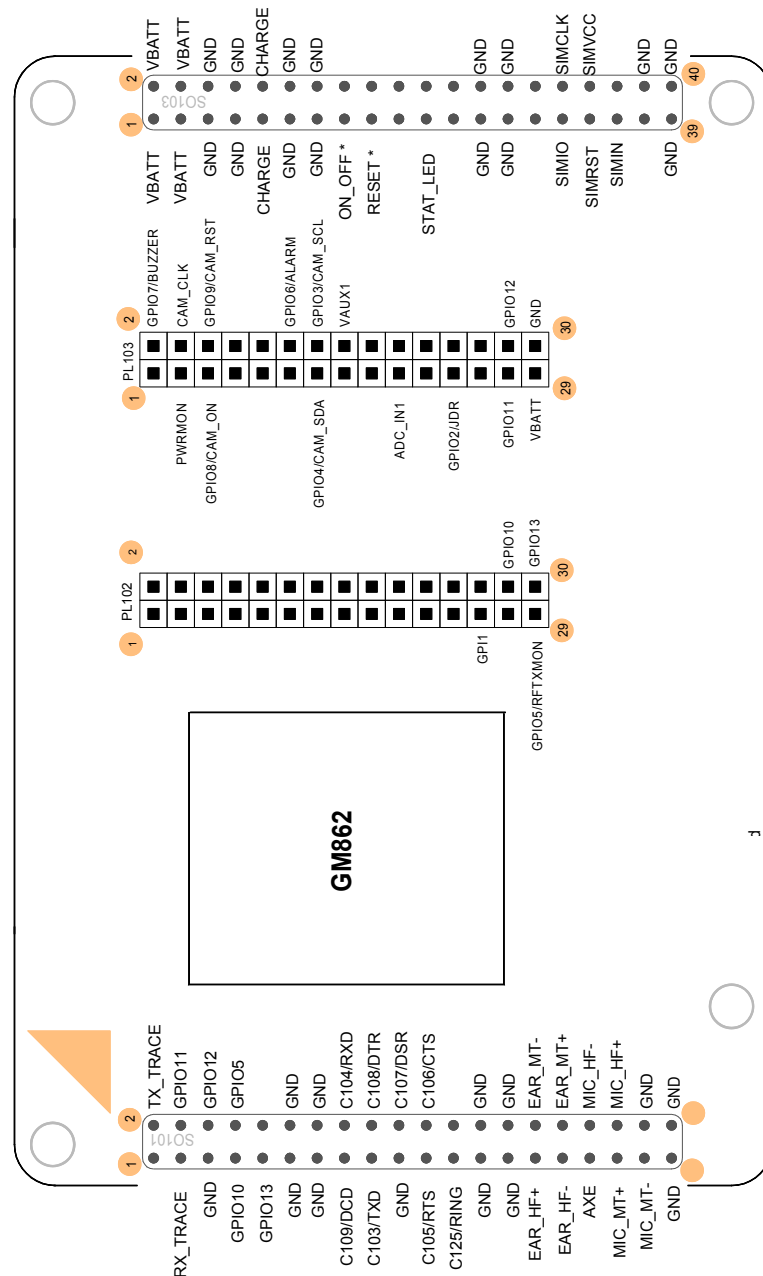 VBATT
VBATT
GND
GND
CHARGE
GND
GND
GND
GND
SIMCLK
SIMVCC
GND
GND
2
40
SO103
1
39
VBATT
VBATT
GND
GND
CHARGE
GND
GND
ON_OFF *
RESET *
STAT_LED
GND
GND
SIMIO
SIMRST
SIMIN
GND
GPIO7/BUZZER
CAM_CLK
GPIO9/CAM_RST
GPIO6/ALARM
GPIO3/CAM_SCL
VAUX1
GPIO12
GND
2
30
PL103
1
29
PWRMON
GPIO8/CAM_ON
GPIO4/CAM_SDA
ADC_IN1
GPIO2/JDR
GPIO11
VBATT
2
GPIO10
GPIO13
30
PL102
1
29
GPI1
GPIO5/RFTXMON
GM862
d
TX_TRACE
GPIO11
GPIO12
GPIO5
GND
GND
C104/RXD
C108/DTR
C107/DSR
C106/CTS
GND
GND
EAR_MT-
EAR_MT+
MIC_HF-
MIC_HF+
GND
GND
2
SO101
1
RX_TRACE
GND
GPIO10
GPIO13
GND
GND
C109/DCD
C103/TXD
GND
C105/RTS
C125/RING
GND
GND
EAR_HF+
EAR_HF-
AXE
MIC_MT+
MIC_MT-
GND